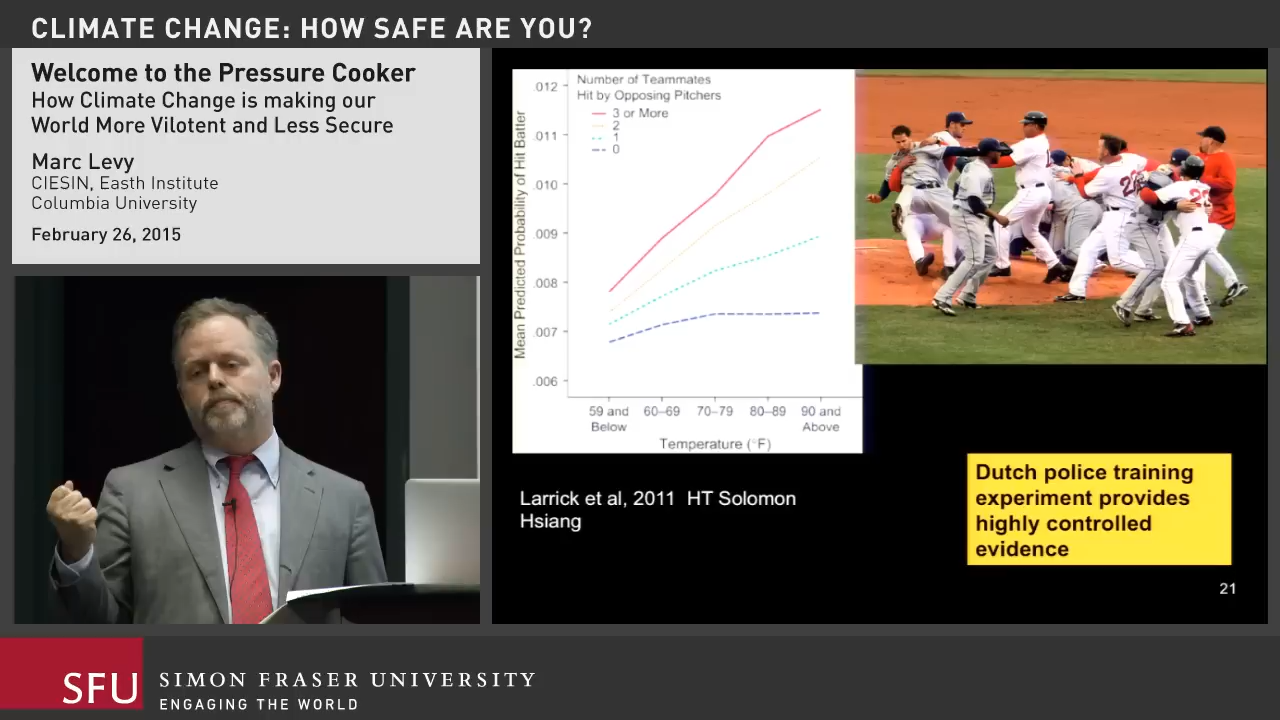 CLIMATE CHANGE: HOW SAFE ARE YOU?
Welcome to the Pressure Cooker
How Climate Change is making our
World More Vilotent and Less Secure
Marc Levy
CIESIN, Easth Institute
Columbia University
February 26, 2015
Number of Teammates
Hit by Opposing Pitchers
3 or More
2
1
0
Mean Predicted Probability of Hit Batter
.012
.011
.010
.009
.008
.007
.006
59 and
Below
60–69
70–79
80–89
90 and
Above
Temperature (°F)
Larrick et al, 2011 HT Solomon
Hsiang
Dutch police training
experiment provides
highly controlled
evidence
21
SFU
SIMON FRASER UNIVERSITY
ENGAGING THE WORLD